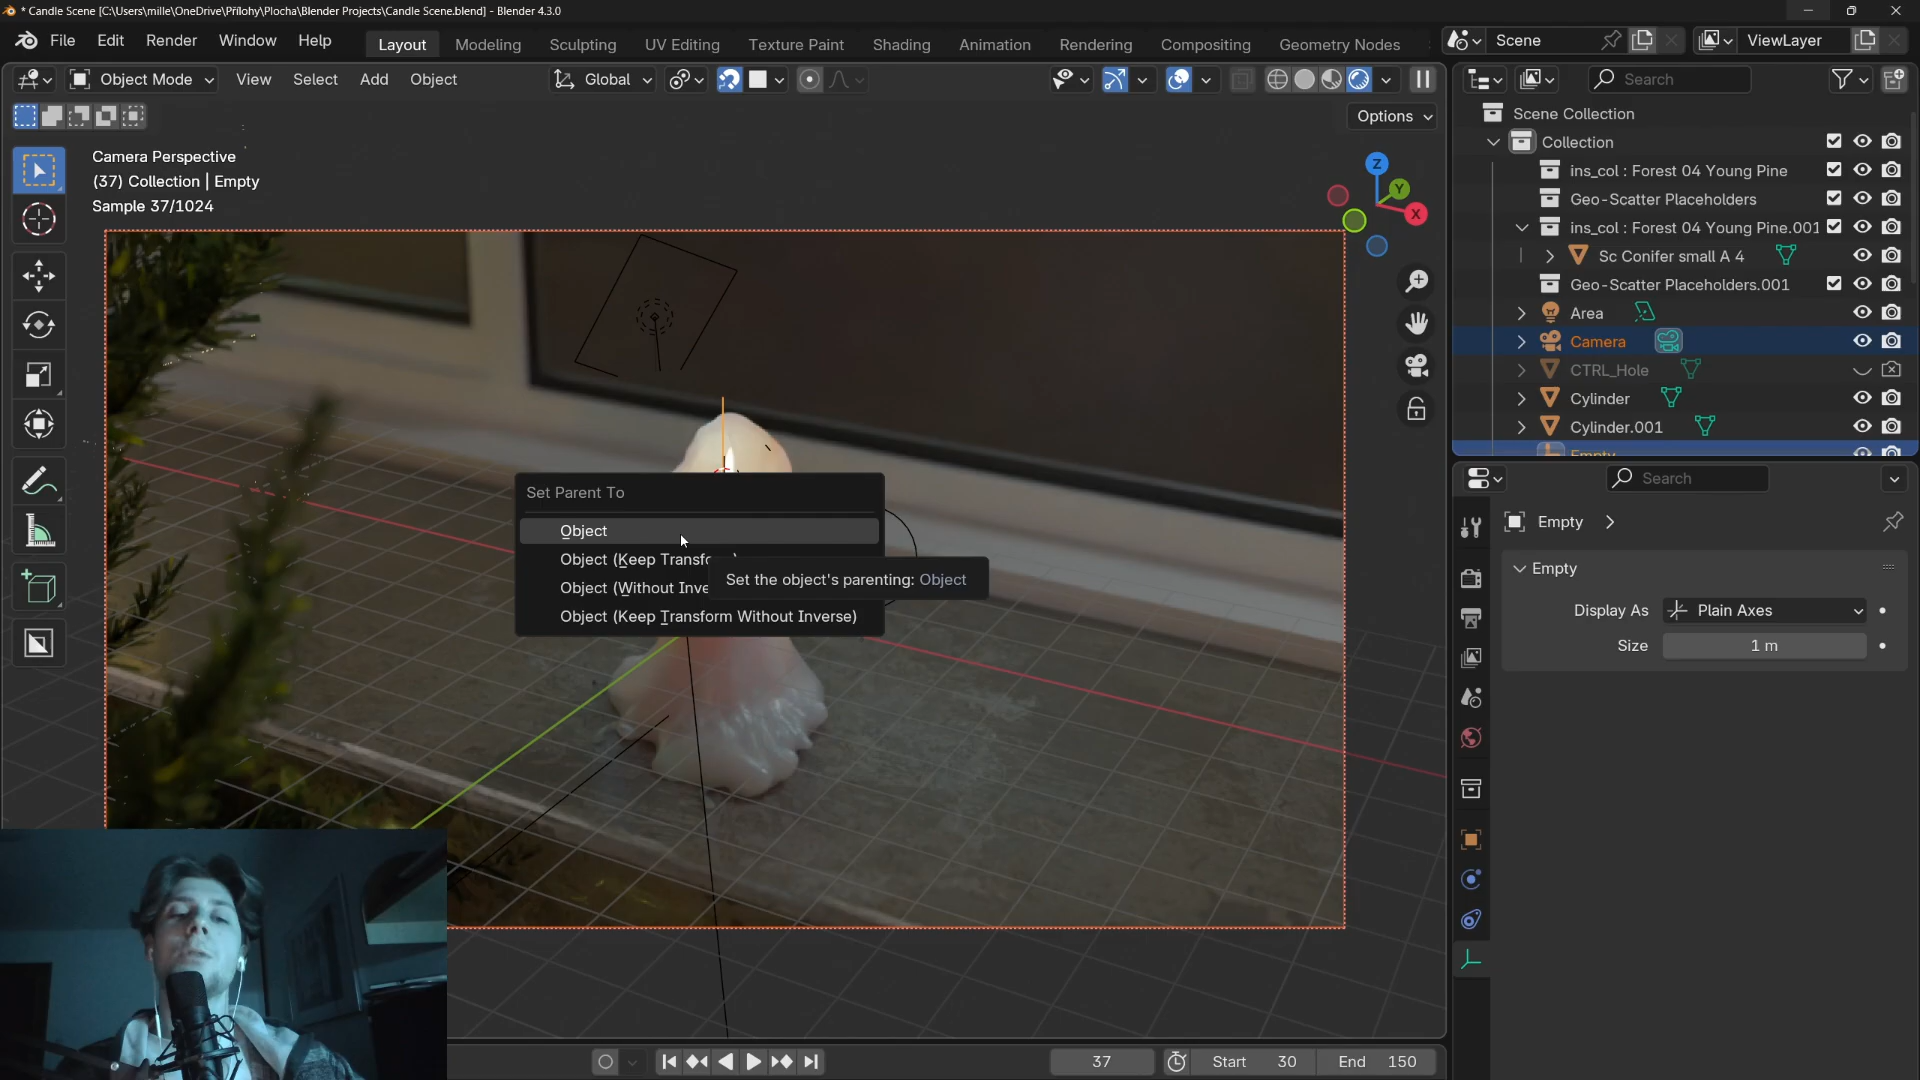 * Candle Scene [C:\Users\mille\OneDrive\Přílohy\Plocha\Blender Projects\Candle Scene.blend] - Blender 4.3.0
File Edit Render Window Help
Layout Modeling Sculpting UV Editing Texture Paint Shading Animation Rendering Compositing Geometry Nodes
Scene
ViewLayer
Object Mode View Select Add Object
Global
Search
Options
Camera Perspective
(37) Collection | Empty
Sample 37/1024
Z
Y
X
Scene Collection
Collection
ins_col : Forest 04 Young Pine
Geo-Scatter Placeholders
ins_col : Forest 04 Young Pine.001
Sc Conifer small A 4
Geo-Scatter Placeholders.001
Area
Camera
CTRL_Hole
Cylinder
Cylinder.001
Empty
Set Parent To
Object
Object (Keep Transfo
Object (Without Inve
Object (Keep Transform Without Inverse)
Set the object's parenting: Object
Search
Empty
Empty
Display As Plain Axes
Size 1 m
37
Start 30
End 150